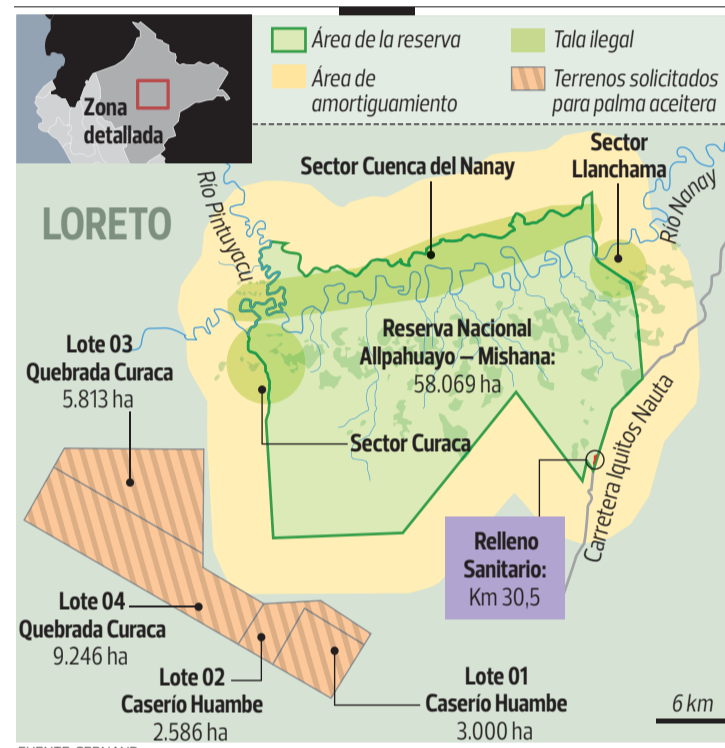 Zona
detallada
Área de la reserva
Área de
amortiguamiento
Tala ilegal
Terrenos solicitados
para palma aceitera
LORETO
Río Pintuyacu
Sector Cuenca del Nanay
Sector
Llanchama
Río Nanay
Reserva Nacional
Allpahuayo – Mishana:
58.069 ha
Lote 03
Quebrada Curaca
5.813 ha
Sector Curaca
Carretera Iquitos Nauta
Relleno
Sanitario:
Km 30,5
Lote 04
Quebrada Curaca
9.246 ha
Lote 02
Caserío Huambe
2.586 ha
Lote 01
Caserío Huambe
3.000 ha
6 km